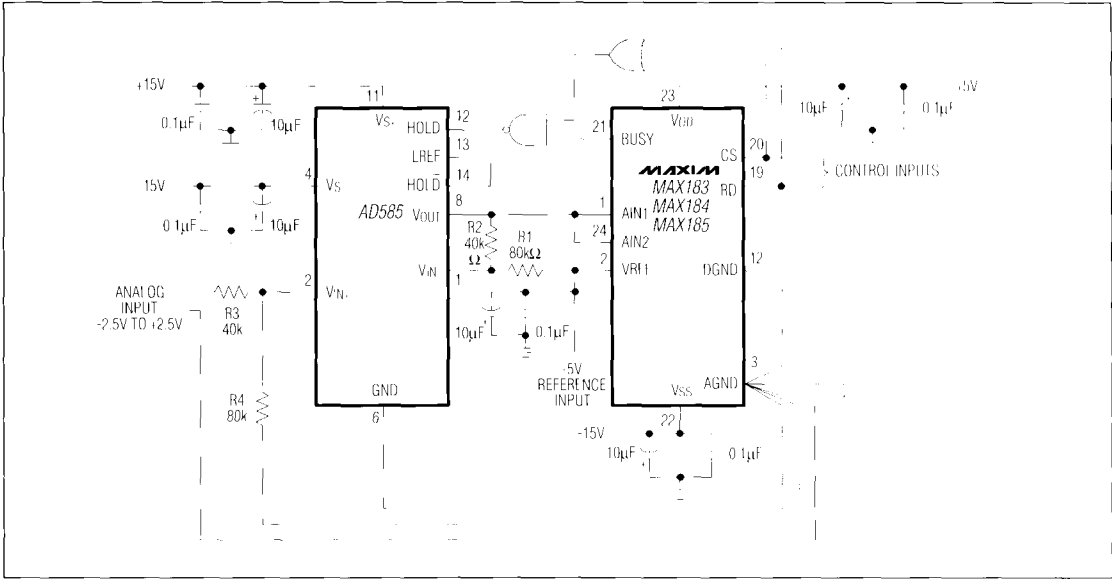 +15V
0.1µF
10µF
15V
0.1µF
10µF
ANALOG
INPUT
-2.5V TO +2.5V
R3
40k
R4
80k
11
VS+
12
HOLD
13
LREF
14
HOLD
8
VOUT
4
VS
AD585
VIN
1
2
VIN+
GND
6
R2
40k
Ω
R1
80kΩ
10µF
0.1µF
-5V
REFERENCE
INPUT
23
VDD
21
BUSY
CS
20
19
RD
MAXIM
MAX183
MAX184
MAX185
1
AIN1
24
AIN2
2
DGND
12
3
AGND
VSS
22
-15V
10µF
0.1µF
+5V
10µF
0.1µF
CONTROL INPUTS